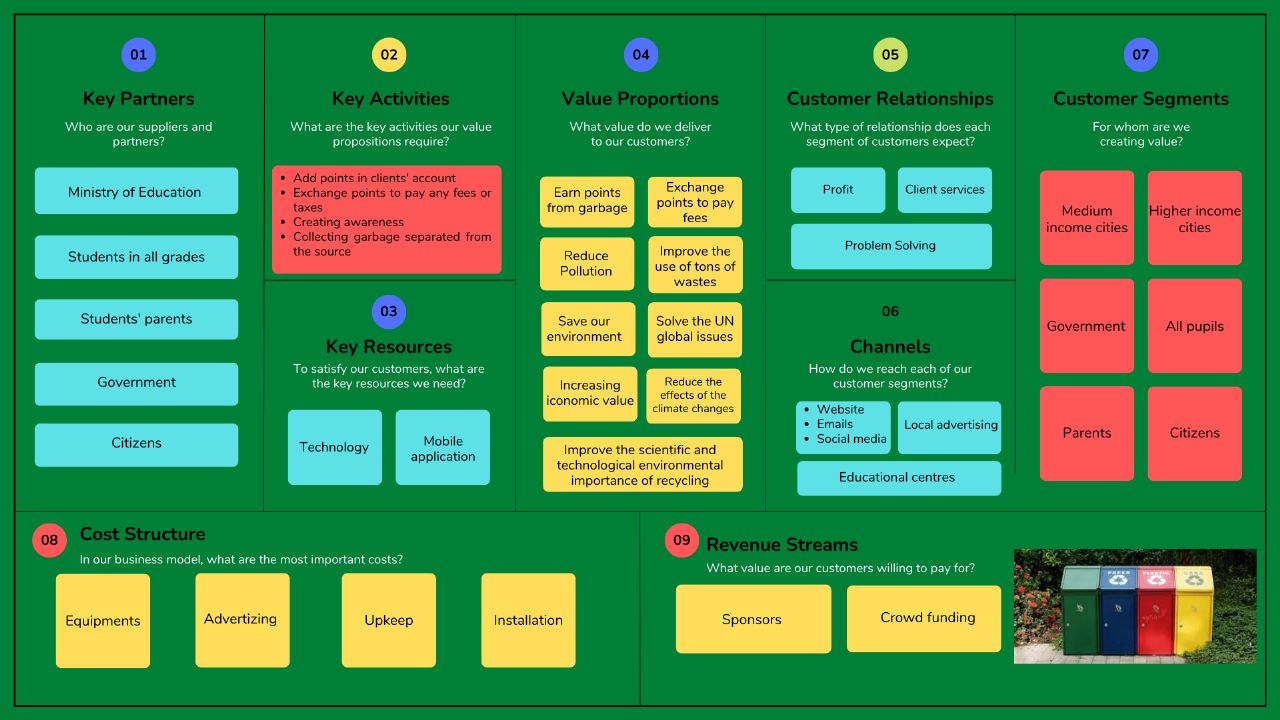 01
Key Partners
Who are our suppliers and
partners?
Ministry of Education
Students in all grades
Students' parents
Government
Citizens
02
Key Activities
What are the key activities our value
propositions require?
• Add points in clients' account
• Exchange points to pay any fees or
taxes
• Creating awareness
• Collecting garbage separated from
the source
03
Key Resources
To satisfy our customers, what are
the key resources we need?
Technology
Mobile
application
04
Value Proportions
What value do we deliver
to our customers?
Earn points
from garbage
Exchange
points to pay
fees
Reduce
Pollution
Improve the
use of tons of
wastes
Save our
environment
Solve the UN
global issues
Increasing
iconomic value
Reduce the
effects of the
climate changes
Improve the scientific and
technological environmental
importance of recycling
05
Customer Relationships
What type of relationship does each
segment of customers expect?
Profit
Client services
Problem Solving
06
Channels
How do we reach each of our
customer segments?
• Website
• Emails
• Social media
Local advertising
Educational centres
07
Customer Segments
For whom are we
creating value?
Medium
income cities
Higher income
cities
Government
All pupils
Parents
Citizens
08
Cost Structure
In our business model, what are the most important costs?
Equipments
Advertizing
Upkeep
Installation
09
Revenue Streams
What value are our customers willing to pay for?
Sponsors
Crowd funding
PAPER
PLASTIC